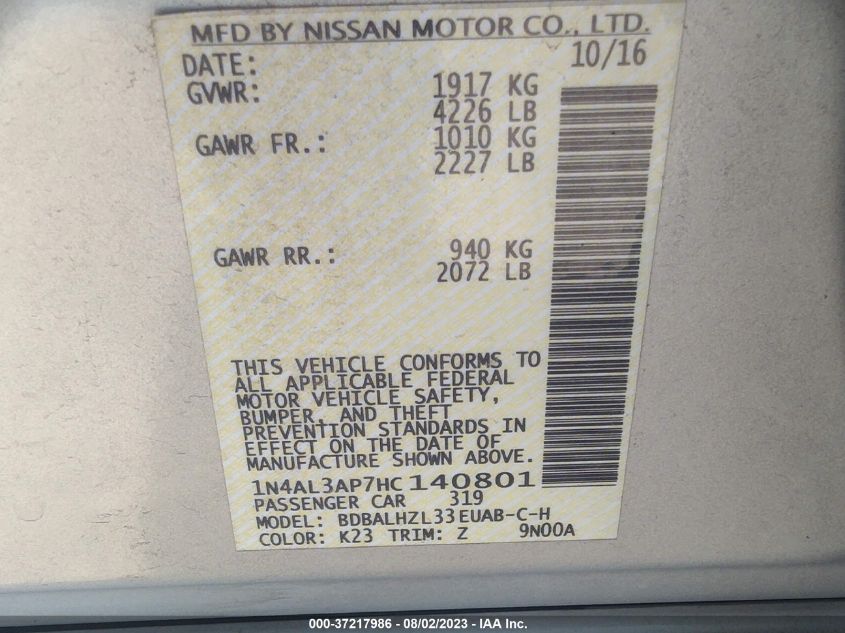 MFD BY NISSAN MOTOR CO., LTD.
DATE: 10/16
GVWR: 1917 KG
4226 LB
GAWR FR.: 1010 KG
2227 LB
GAWR RR.: 940 KG
2072 LB
THIS VEHICLE CONFORMS TO
ALL APPLICABLE FEDERAL
MOTOR VEHICLE SAFETY,
BUMPER, AND THEFT
PREVENTION STANDARDS IN
EFFECT ON THE DATE OF
MANUFACTURE SHOWN ABOVE.
1N4AL3AP7HC140801
PASSENGER CAR 319
MODEL: BDBALHZL33EUAB-C-H
COLOR: K23 TRIM: Z 9N00A
000-37217986 - 08/02/2023 - IAA Inc.